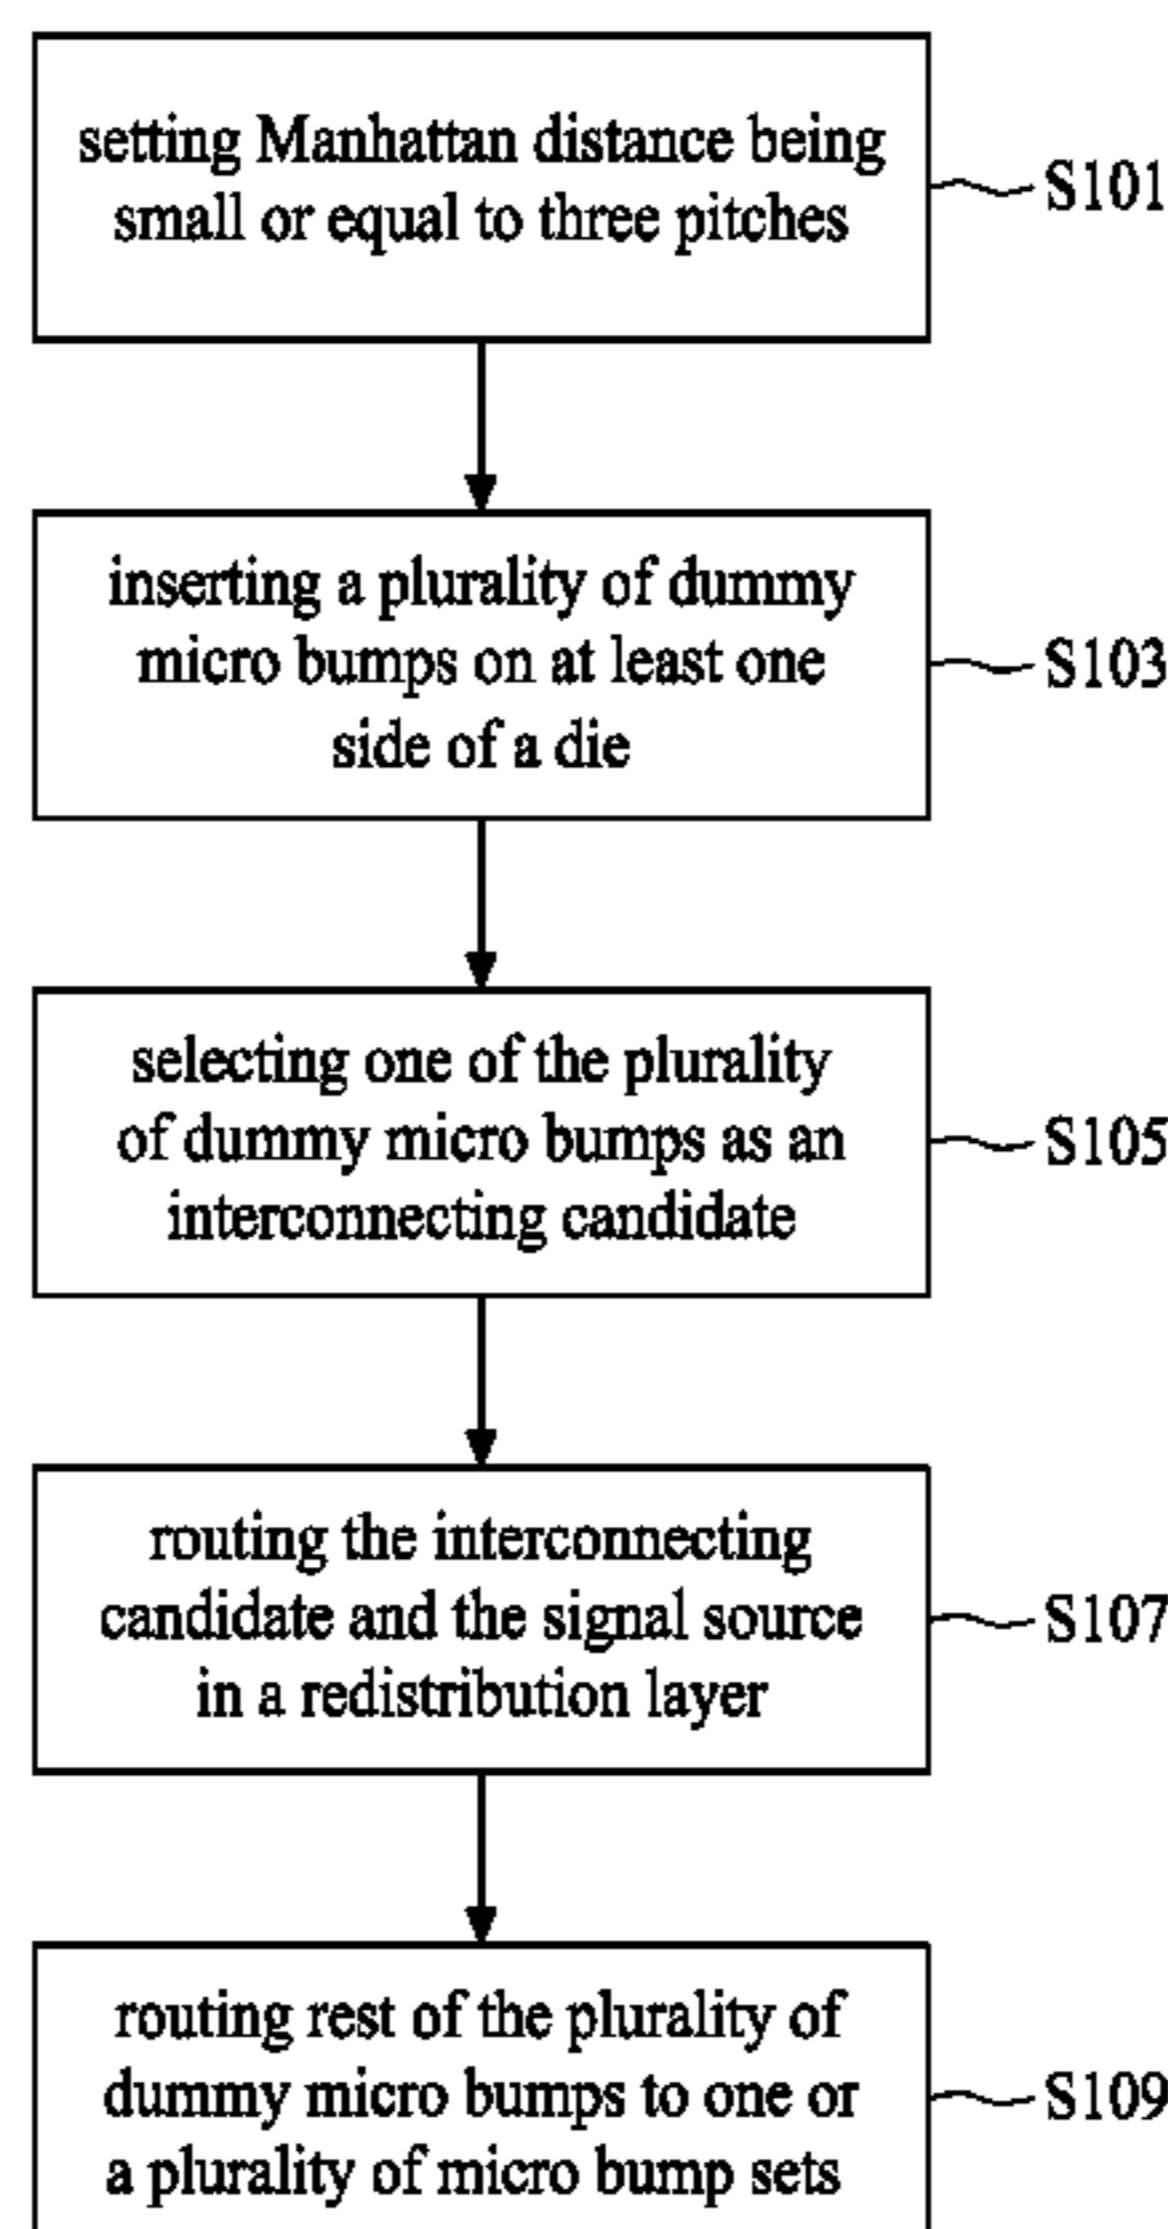 setting Manhattan distance being
small or equal to three pitches
S101
inserting a plurality of dummy
micro bumps on at least one
side of a die
S103
selecting one of the plurality
of dummy micro bumps as an
interconnecting candidate
S105
routing the interconnecting
candidate and the signal source
in a redistribution layer
S107
routing rest of the plurality of
dummy micro bumps to one or
a plurality of micro bump sets
S109